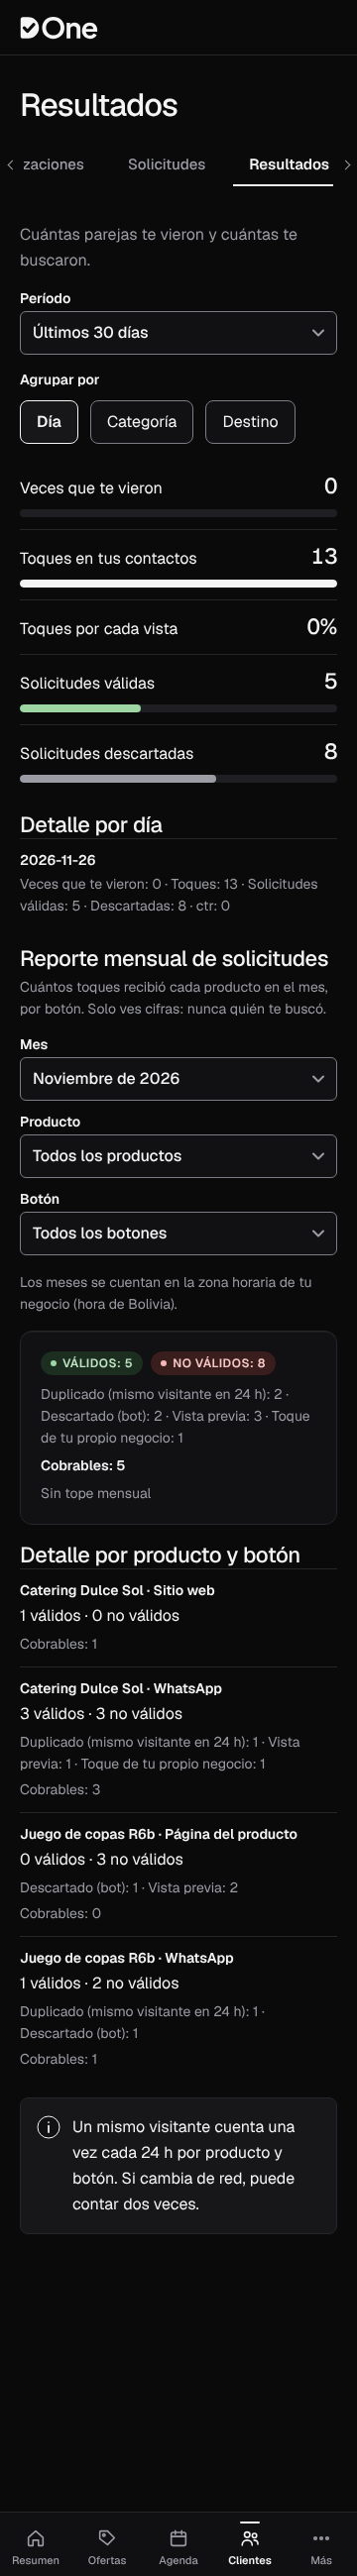 One
Resultados
zaciones Solicitudes Resultados
Cuántas parejas te vieron y cuántas te
buscaron.
Período
Últimos 30 días
Agrupar por
Día Categoría Destino
Veces que te vieron 0
Toques en tus contactos 13
Toques por cada vista 0%
Solicitudes válidas 5
Solicitudes descartadas 8
Detalle por día
2026-11-26
Veces que te vieron: 0 · Toques: 13 · Solicitudes
válidas: 5 · Descartadas: 8 · ctr: 0
Reporte mensual de solicitudes
Cuántos toques recibió cada producto en el mes,
por botón. Solo ves cifras: nunca quién te buscó.
Mes
Noviembre de 2026
Producto
Todos los productos
Botón
Todos los botones
Los meses se cuentan en la zona horaria de tu
negocio (hora de Bolivia).
VÁLIDOS: 5 NO VÁLIDOS: 8
Duplicado (mismo visitante en 24 h): 2 ·
Descartado (bot): 2 · Vista previa: 3 · Toque
de tu propio negocio: 1
Cobrables: 5
Sin tope mensual
Detalle por producto y botón
Catering Dulce Sol · Sitio web
1 válidos · 0 no válidos
Cobrables: 1
Catering Dulce Sol · WhatsApp
3 válidos · 3 no válidos
Duplicado (mismo visitante en 24 h): 1 · Vista
previa: 1 · Toque de tu propio negocio: 1
Cobrables: 3
Juego de copas R6b · Página del producto
0 válidos · 3 no válidos
Descartado (bot): 1 · Vista previa: 2
Cobrables: 0
Juego de copas R6b · WhatsApp
1 válidos · 2 no válidos
Duplicado (mismo visitante en 24 h): 1 ·
Descartado (bot): 1
Cobrables: 1
Un mismo visitante cuenta una
vez cada 24 h por producto y
botón. Si cambia de red, puede
contar dos veces.
Resumen Ofertas Agenda Clientes Más